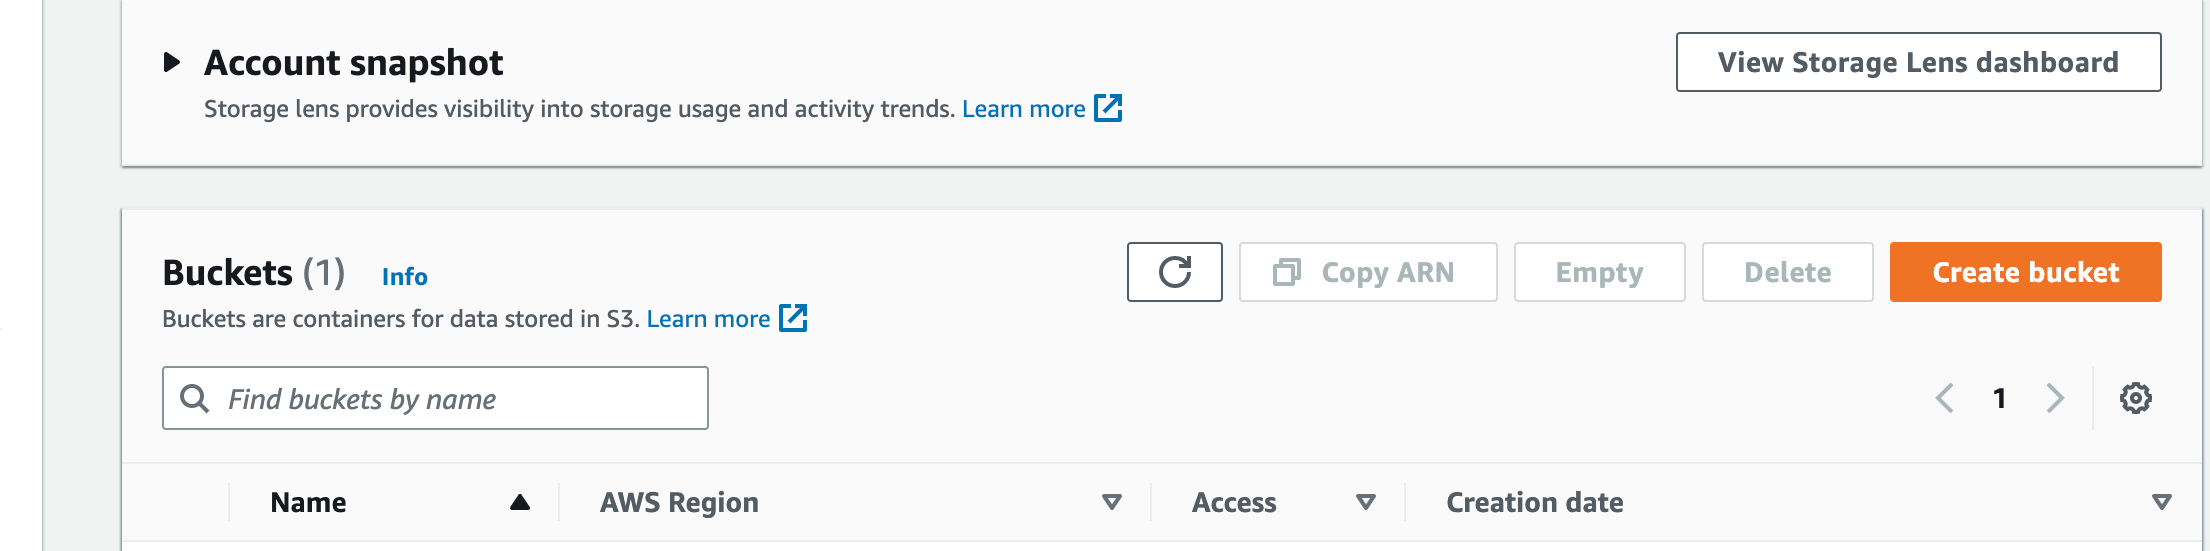 Account snapshot
View Storage Lens dashboard
Storage lens provides visibility into storage usage and activity trends. Learn more
Buckets (1) Info
Copy ARN
Empty
Delete
Create bucket
Buckets are containers for data stored in S3. Learn more
Find buckets by name
1
Name
AWS Region
Access
Creation date